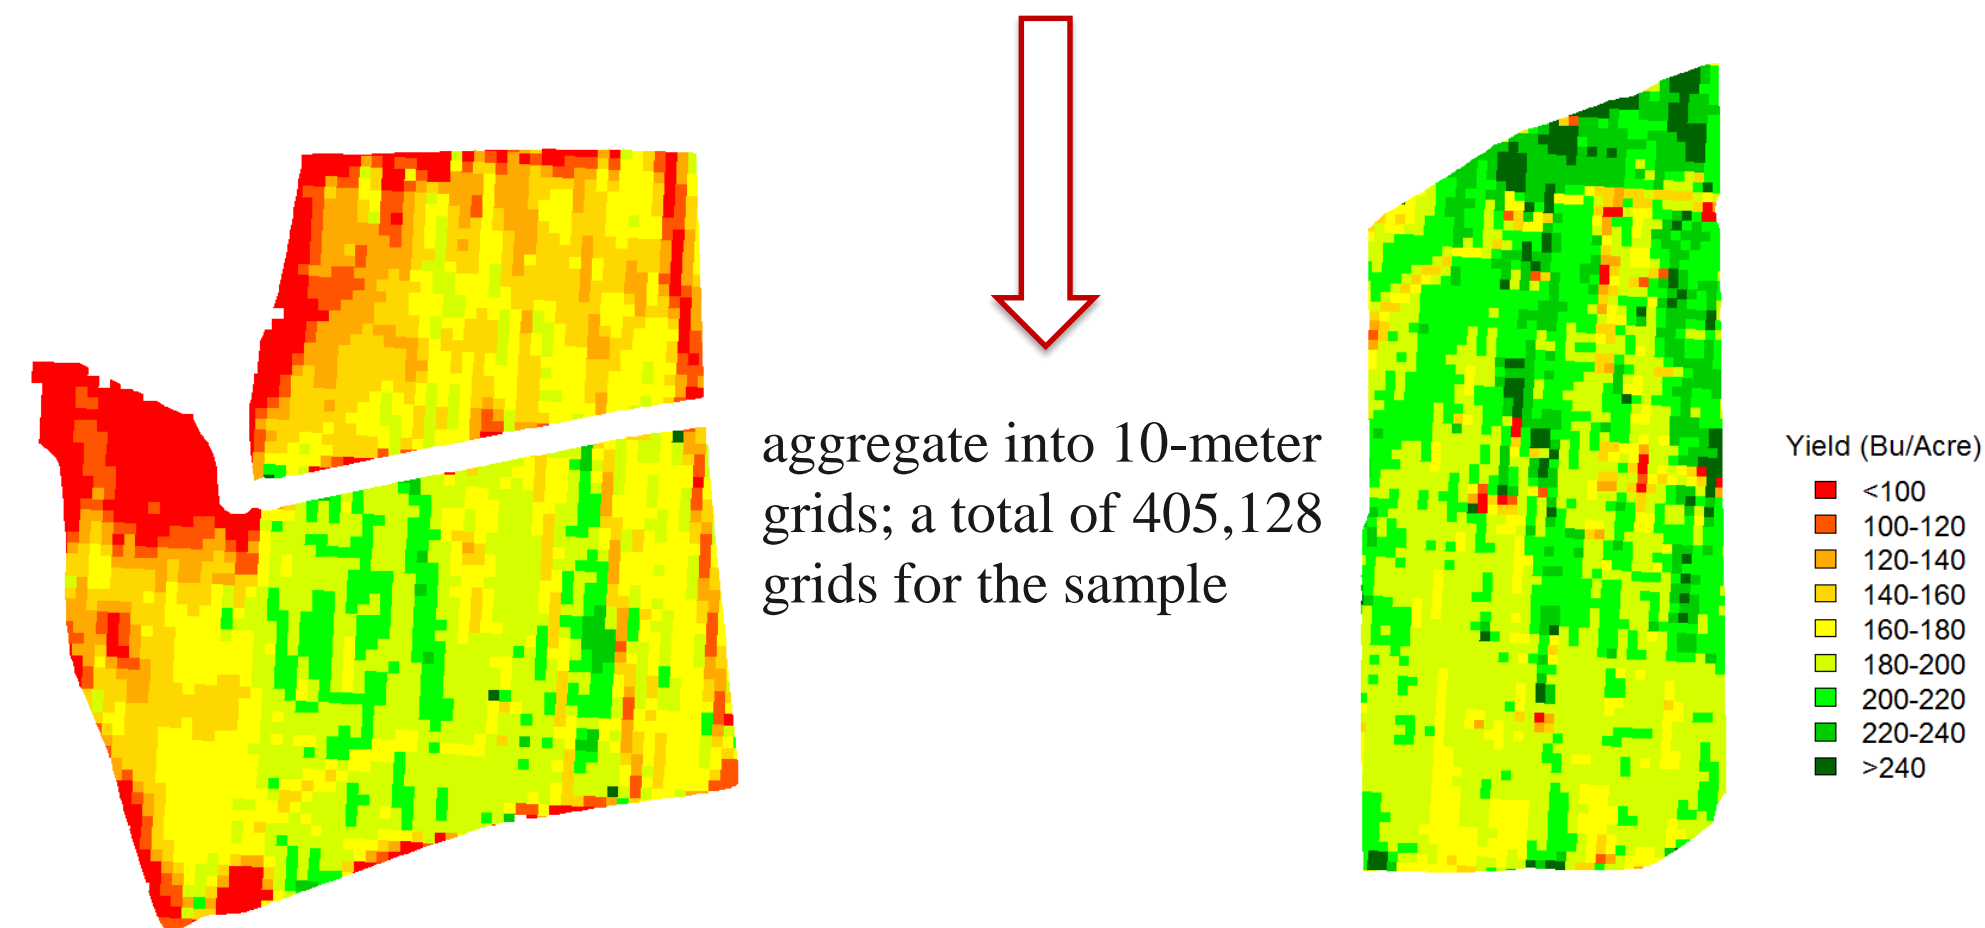 aggregate into 10-meter
grids; a total of 405,128
grids for the sample
Yield (Bu/Acre)
<100
100-120
120-140
140-160
160-180
180-200
200-220
220-240
>240